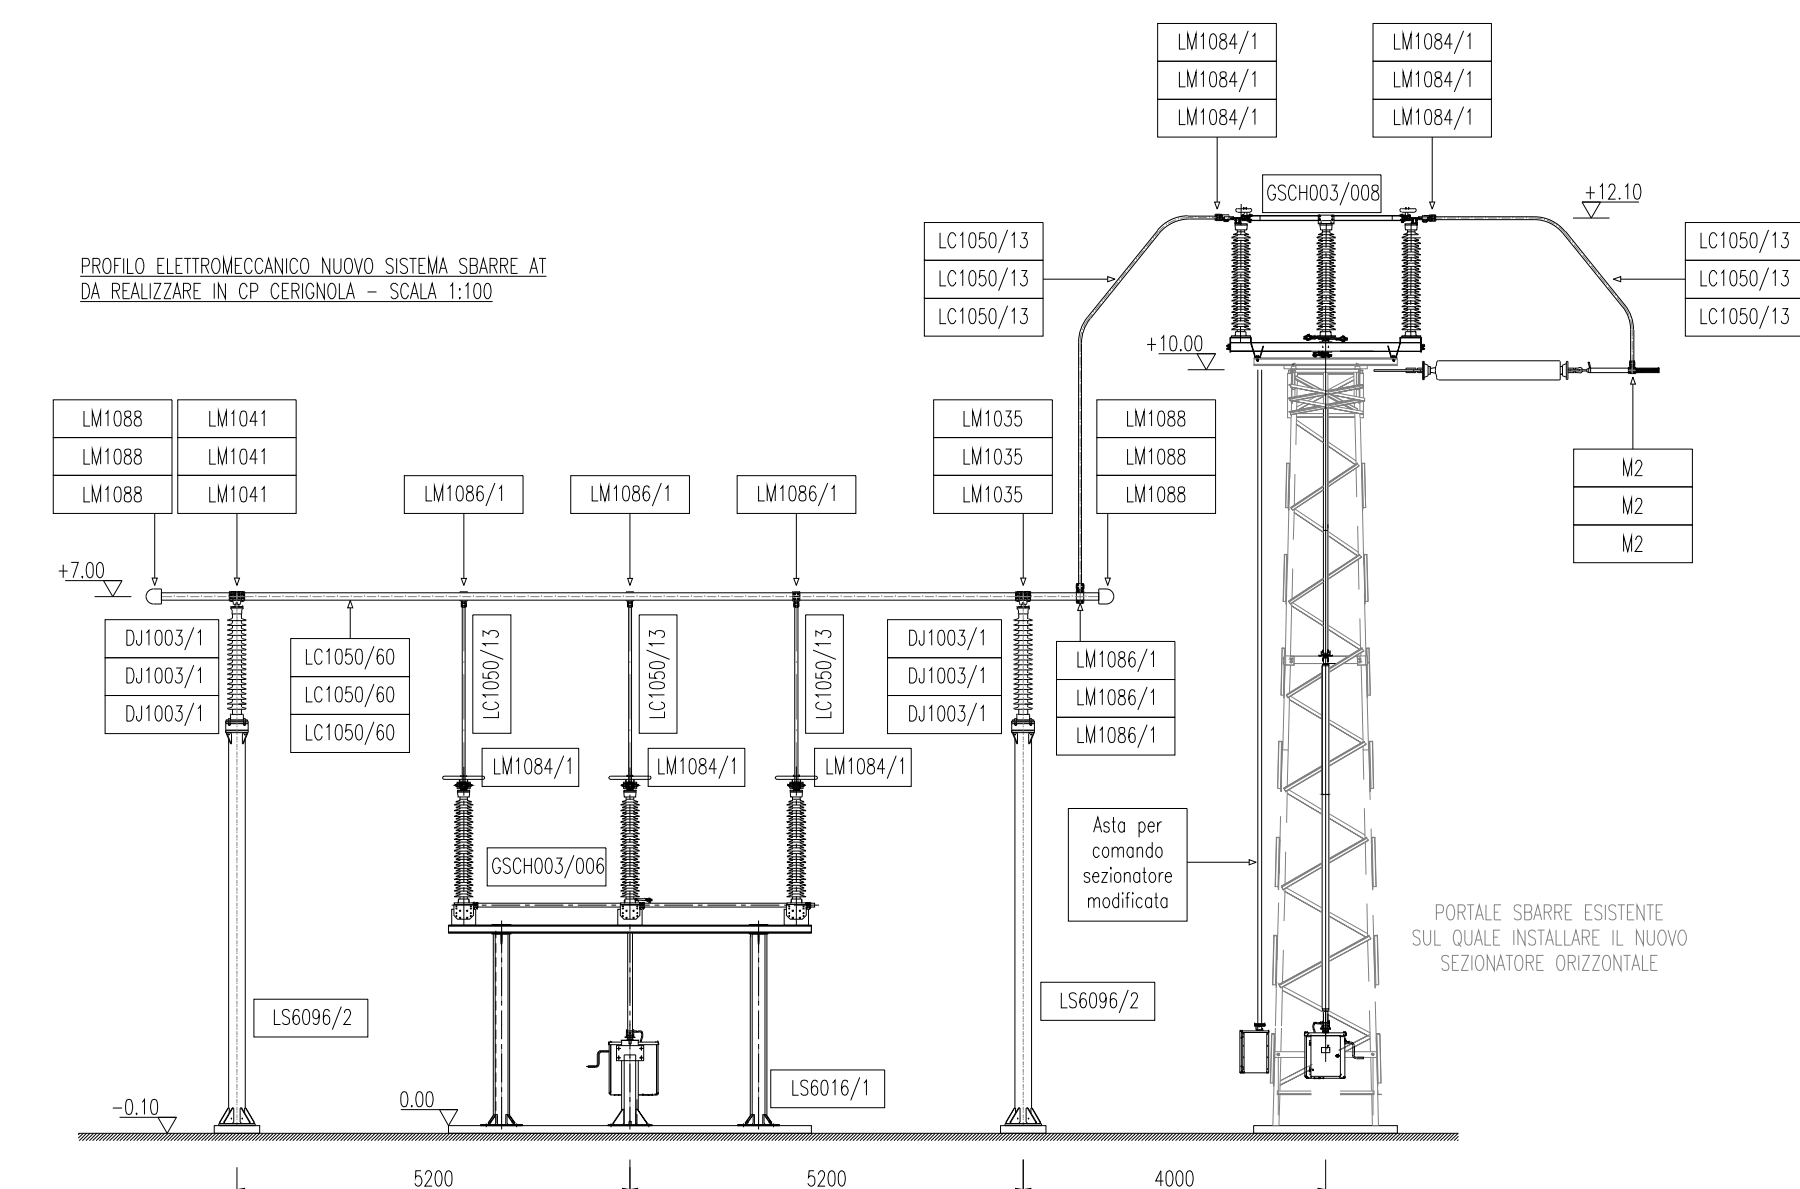 LM1084/1
LM1084/1
LM1084/1
LM1084/1
LM1084/1
LM1084/1
GSCH003/008
+12.10
LC1050/13
LC1050/13
LC1050/13
LC1050/13
LC1050/13
LC1050/13
PROFILO ELETTROMECCANICO NUOVO SISTEMA SBARRE AT
DA REALIZZARE IN CP CERIGNOLA – SCALA 1:100
+10.00
LM1088
LM1088
LM1088
LM1041
LM1041
LM1041
LM1086/1
LM1086/1
LM1086/1
LM1035
LM1035
LM1035
LM1088
LM1088
LM1088
M2
M2
M2
+7.00
DJ1003/1
DJ1003/1
DJ1003/1
LC1050/60
LC1050/60
LC1050/60
LC1050/13
LC1050/13
LC1050/13
DJ1003/1
DJ1003/1
DJ1003/1
LM1086/1
LM1086/1
LM1086/1
LM1084/1
LM1084/1
LM1084/1
GSCH003/006
Asta per
comando
sezionatore
modificata
PORTALE SBARRE ESISTENTE
SUL QUALE INSTALLARE IL NUOVO
SEZIONATORE ORIZZONTALE
LS6096/2
LS6096/2
LS6016/1
-0.10
0.00
5200
5200
4000